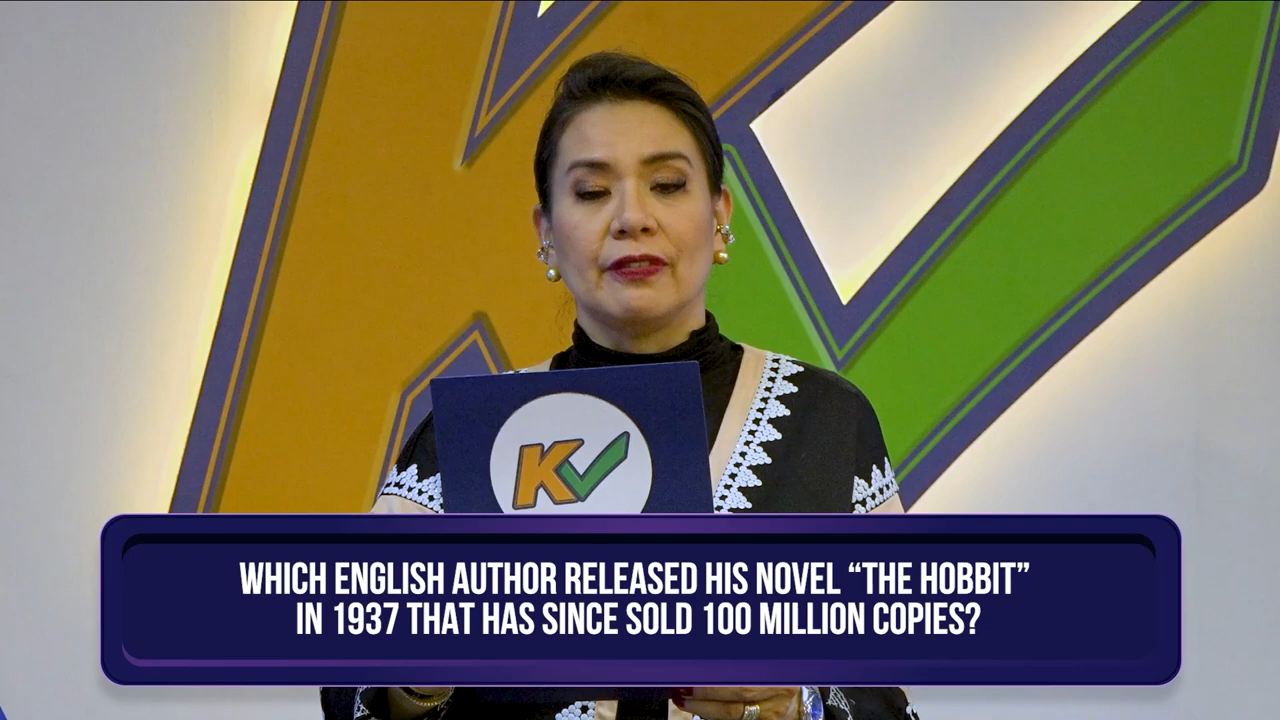 K
WHICH ENGLISH AUTHOR RELEASED HIS NOVEL “THE HOBBIT”
IN 1937 THAT HAS SINCE SOLD 100 MILLION COPIES?